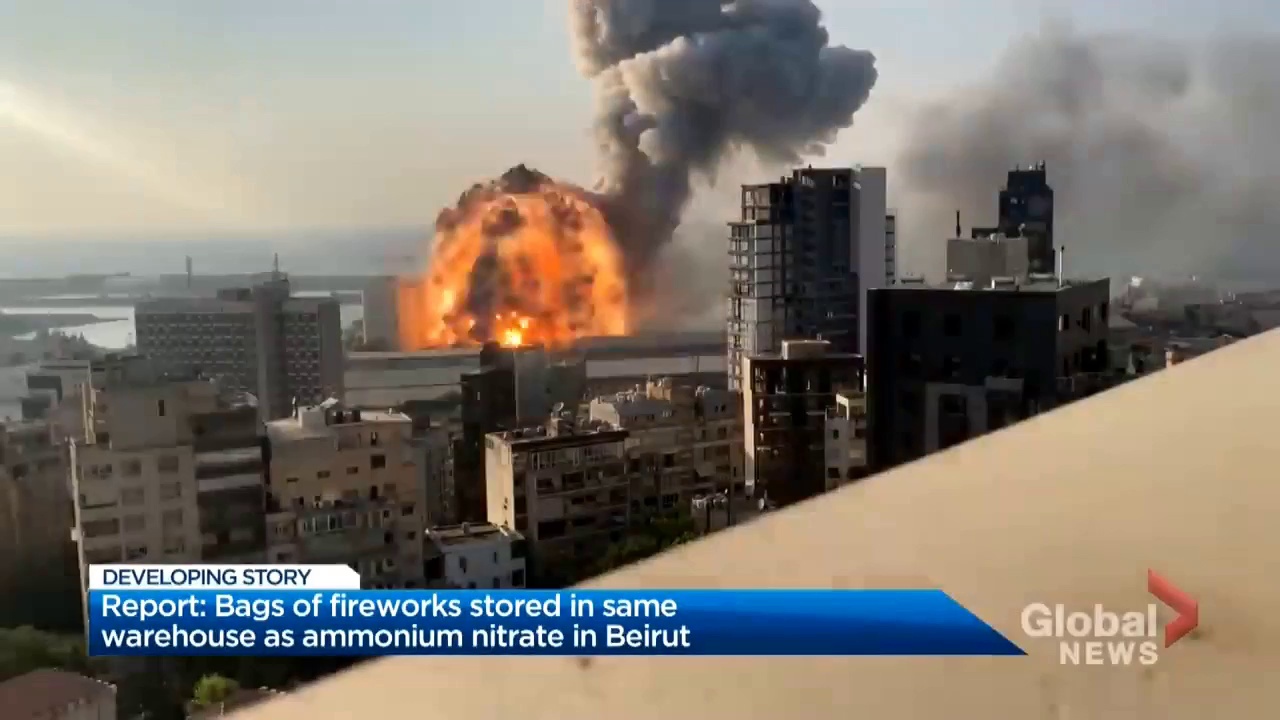 DEVELOPING STORY
Report: Bags of fireworks stored in same
warehouse as ammonium nitrate in Beirut
Global
NEWS